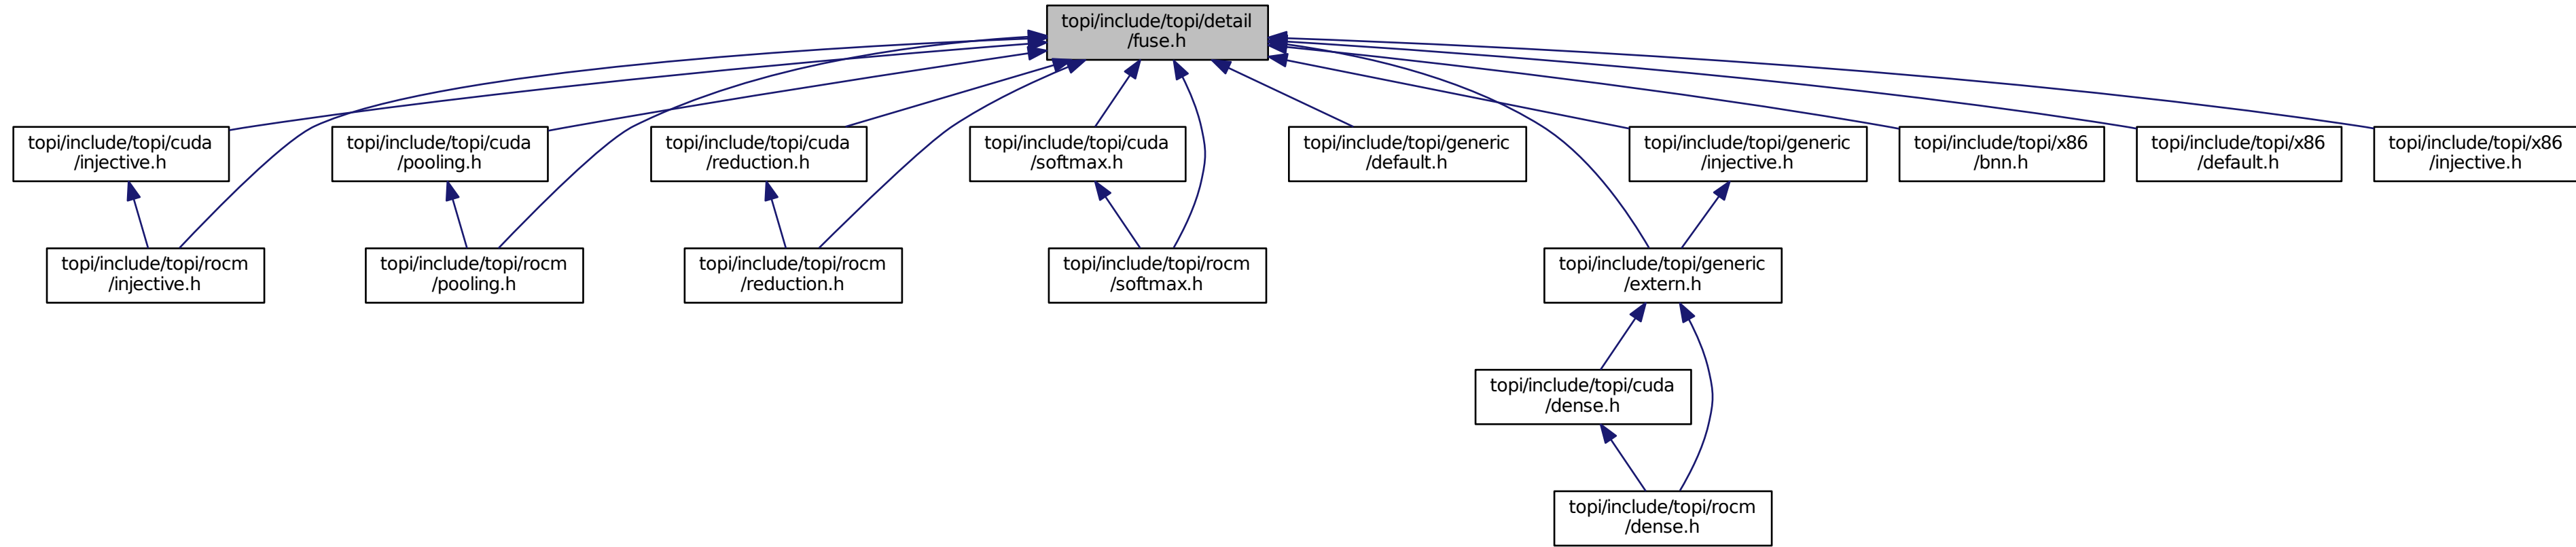 topi/include/topi/detail
/fuse.h
topi/include/topi/cuda
/injective.h
topi/include/topi/cuda
/pooling.h
topi/include/topi/cuda
/reduction.h
topi/include/topi/cuda
/softmax.h
topi/include/topi/generic
/default.h
topi/include/topi/generic
/injective.h
topi/include/topi/x86
/bnn.h
topi/include/topi/x86
/default.h
topi/include/topi/x86
/injective.h
topi/include/topi/rocm
/injective.h
topi/include/topi/rocm
/pooling.h
topi/include/topi/rocm
/reduction.h
topi/include/topi/rocm
/softmax.h
topi/include/topi/generic
/extern.h
topi/include/topi/cuda
/dense.h
topi/include/topi/rocm
/dense.h